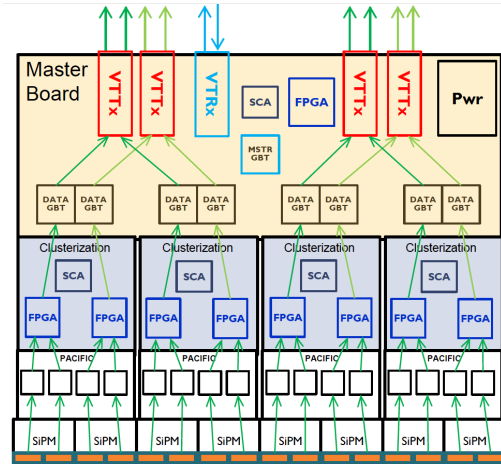 Master
Board
VTTx
VTTx
VTRx
SCA
FPGA
VTTx
VTTx
Pwr
MSTR
GBT
DATA
GBT
DATA
GBT
DATA
GBT
DATA
GBT
DATA
GBT
DATA
GBT
DATA
GBT
DATA
GBT
Clusterization
Clusterization
Clusterization
Clusterization
SCA
SCA
SCA
SCA
FPGA
FPGA
FPGA
FPGA
FPGA
FPGA
FPGA
FPGA
PACIFIC
PACIFIC
PACIFIC
PACIFIC
SiPM
SiPM
SiPM
SiPM
SiPM
SiPM
SiPM
SiPM